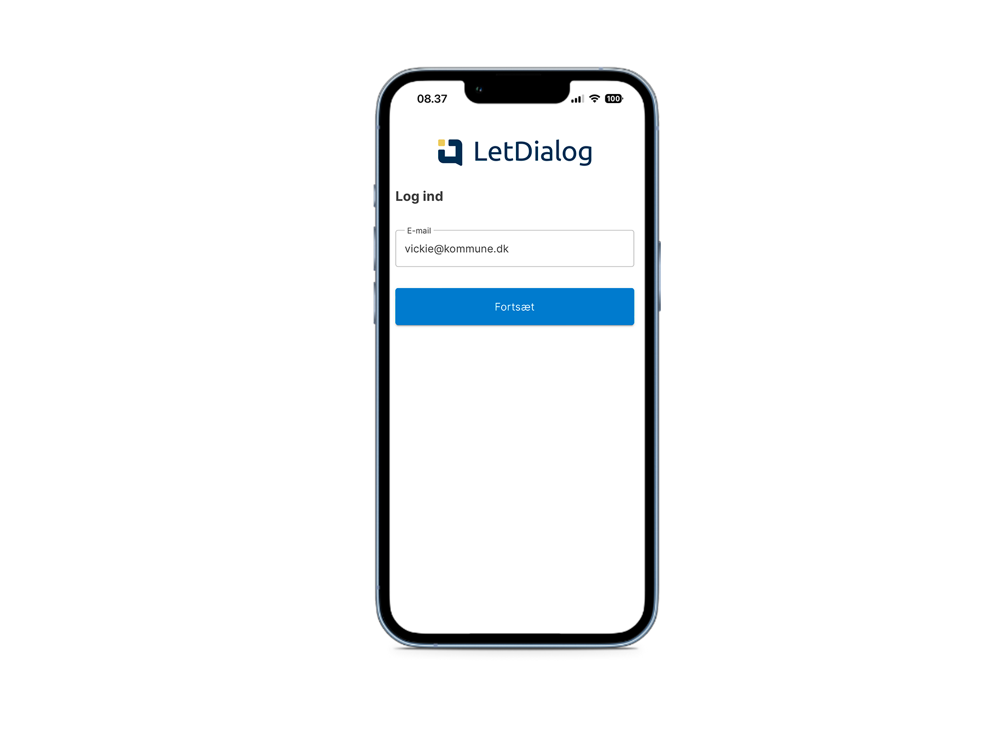 08.37
100
LetDialog
Log ind
E-mail
vickie@kommune.dk
Fortsæt